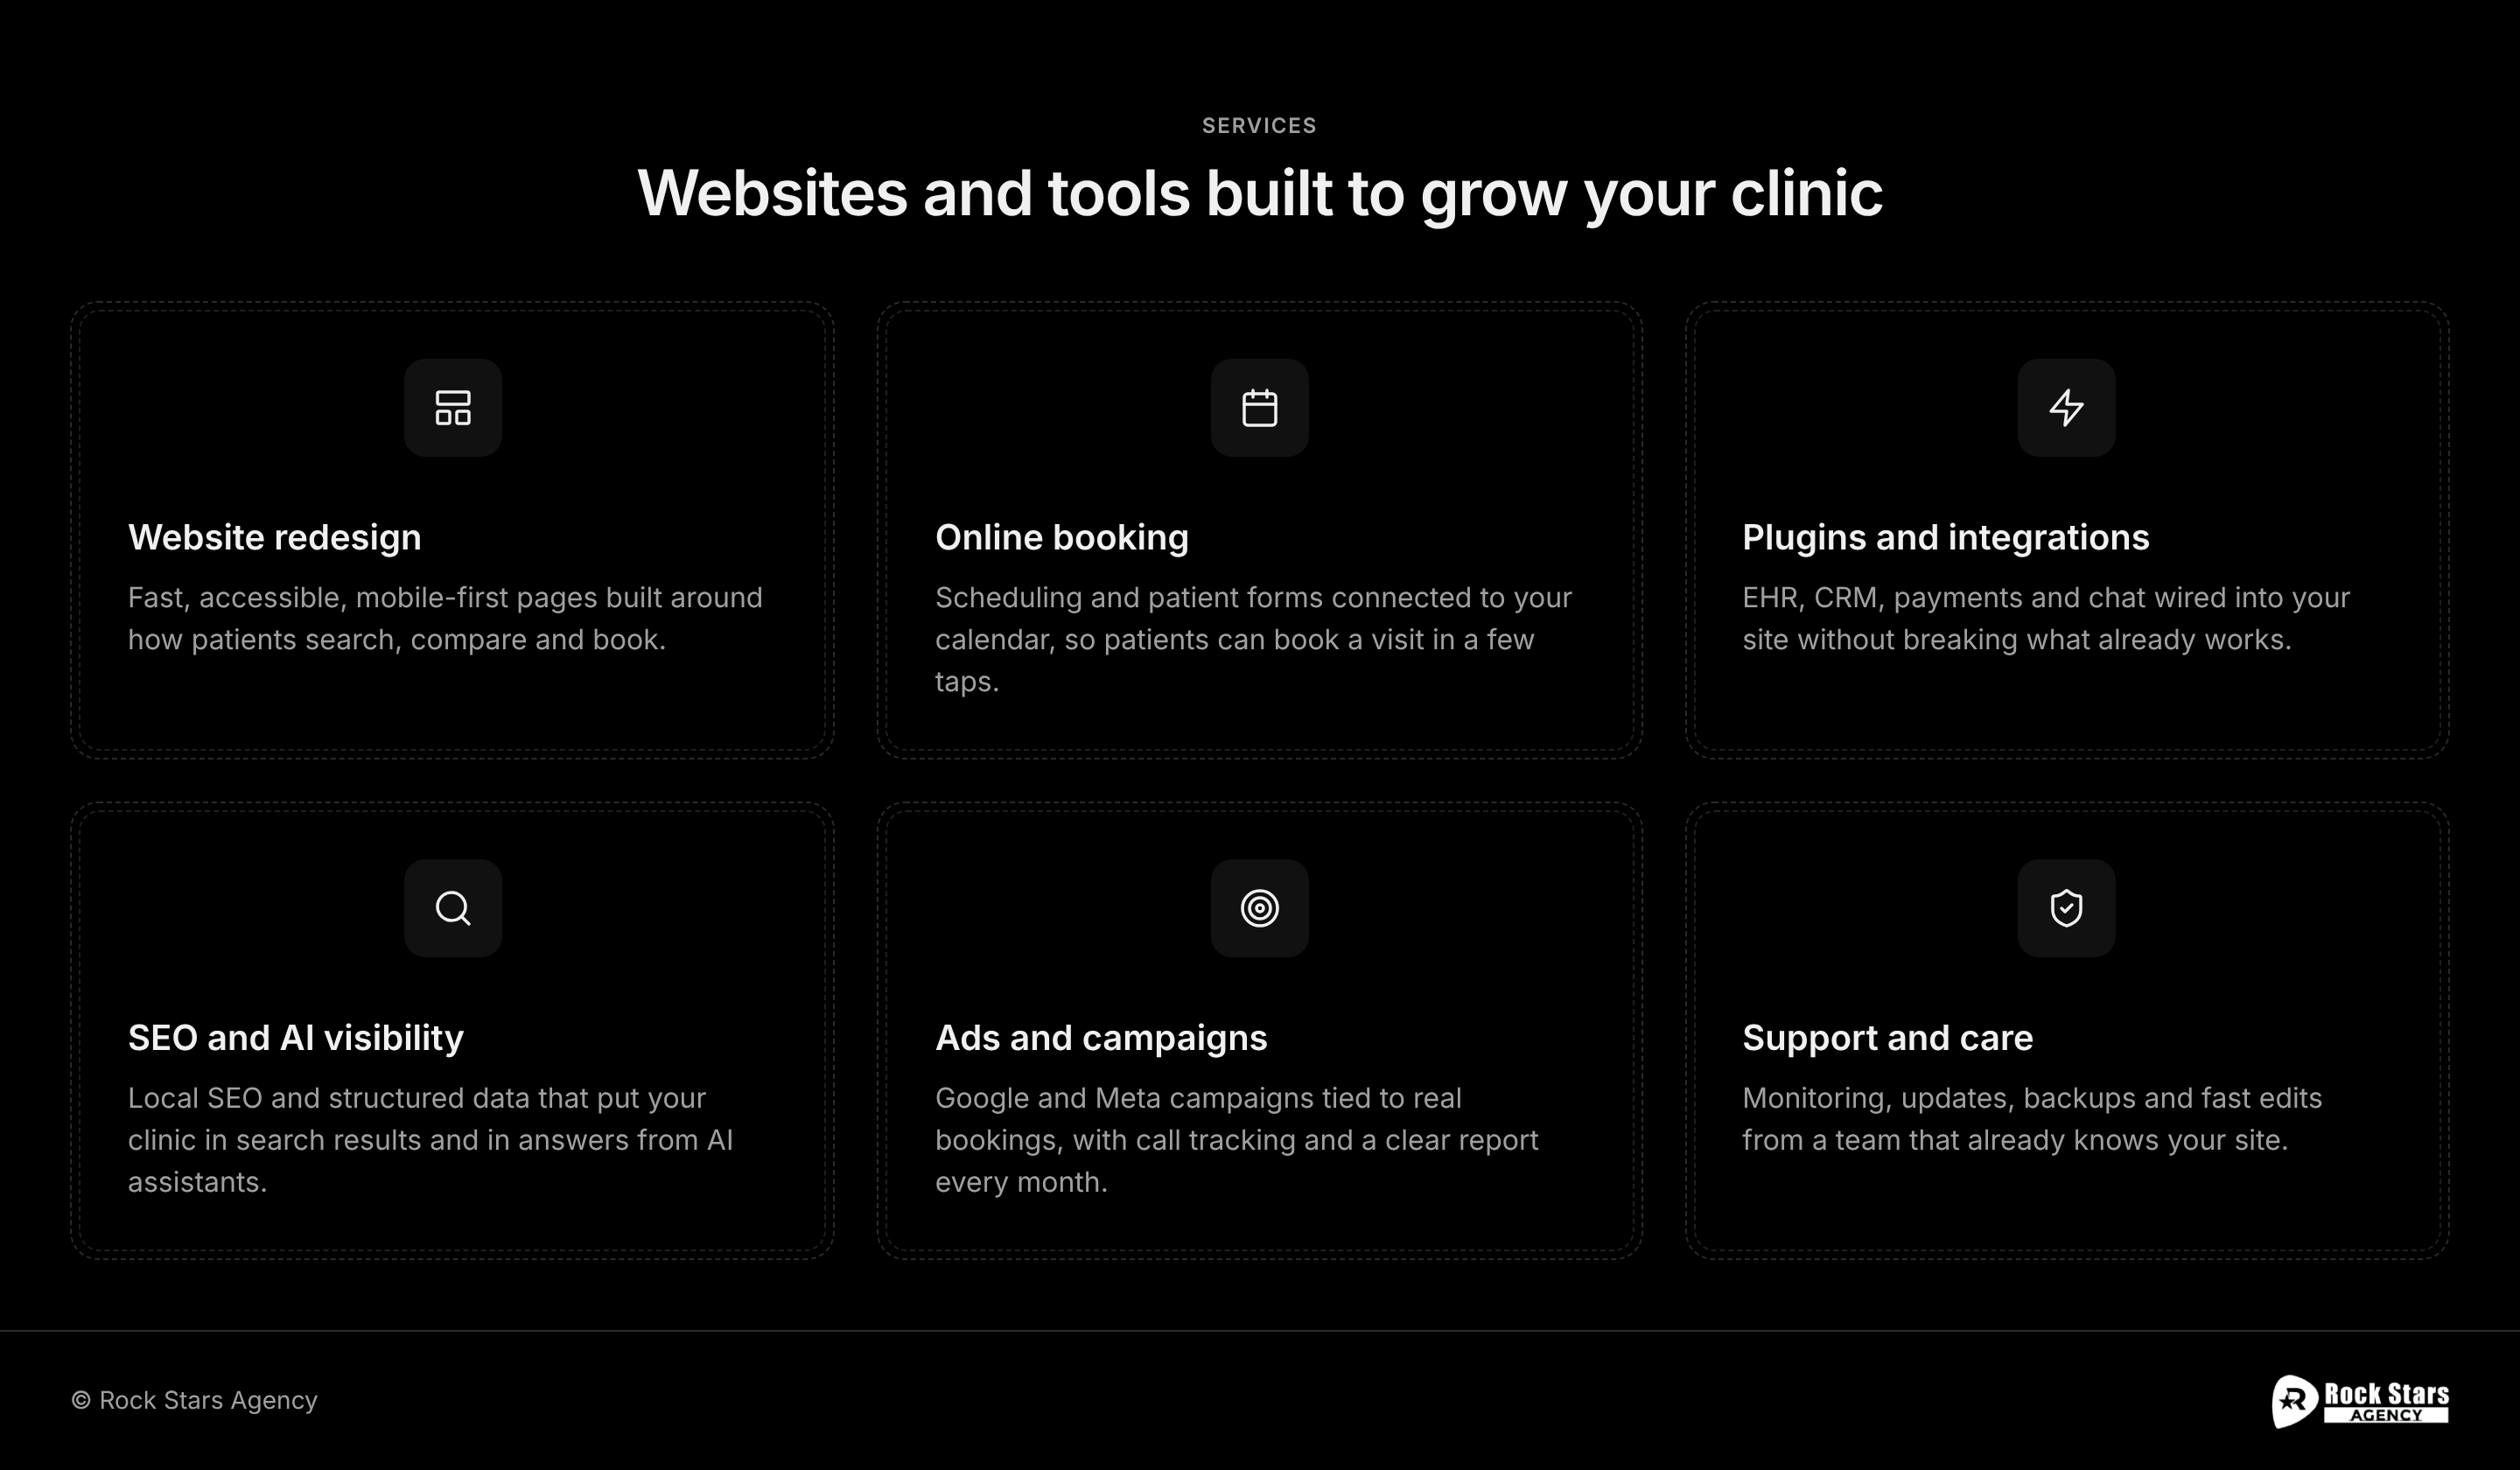 SERVICES
Websites and tools built to grow your clinic
Website redesign
Fast, accessible, mobile-first pages built around
how patients search, compare and book.
Online booking
Scheduling and patient forms connected to your
calendar, so patients can book a visit in a few
taps.
Plugins and integrations
EHR, CRM, payments and chat wired into your
site without breaking what already works.
SEO and AI visibility
Local SEO and structured data that put your
clinic in search results and in answers from AI
assistants.
Ads and campaigns
Google and Meta campaigns tied to real
bookings, with call tracking and a clear report
every month.
Support and care
Monitoring, updates, backups and fast edits
from a team that already knows your site.
© Rock Stars Agency
R
Rock Stars
AGENCY